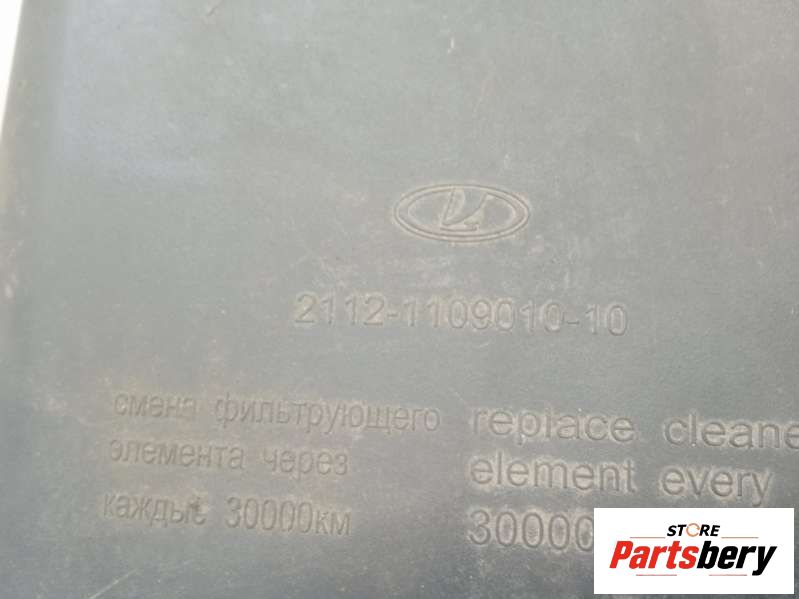 2112-1109010-10
смена фильтрующего
элемента через
каждые 30000км
replace cleane
element every
30000
STORE
Partsbery